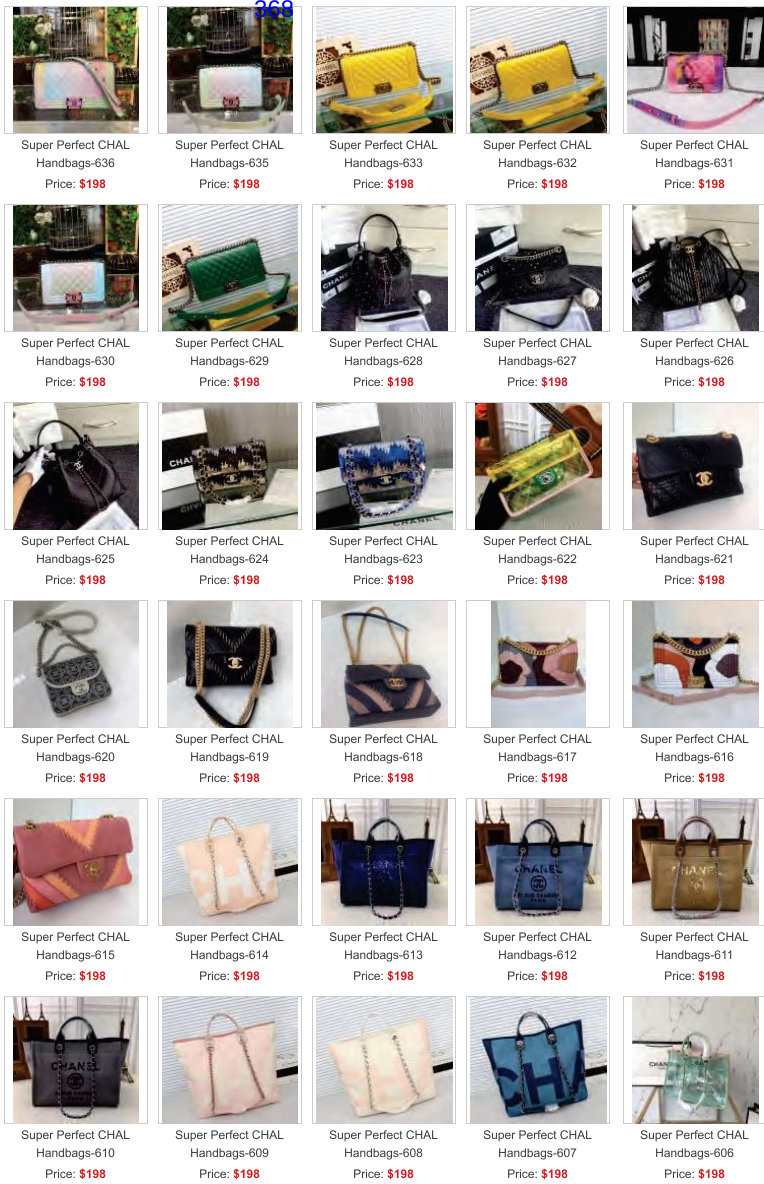 368
Super Perfect CHAL Super Perfect CHAL Super Perfect CHAL Super Perfect CHAL Super Perfect CHAL
Handbags-636 Handbags-635 Handbags-633 Handbags-632 Handbags-631
Price: $198 Price: $198 Price: $198 Price: $198 Price: $198
CHANEL
Super Perfect CHAL Super Perfect CHAL Super Perfect CHAL Super Perfect CHAL Super Perfect CHAL
Handbags-630 Handbags-629 Handbags-628 Handbags-627 Handbags-626
Price: $198 Price: $198 Price: $198 Price: $198 Price: $198
CHA
CHANEL
Super Perfect CHAL Super Perfect CHAL Super Perfect CHAL Super Perfect CHAL Super Perfect CHAL
Handbags-625 Handbags-624 Handbags-623 Handbags-622 Handbags-621
Price: $198 Price: $198 Price: $198 Price: $198 Price: $198
Super Perfect CHAL Super Perfect CHAL Super Perfect CHAL Super Perfect CHAL Super Perfect CHAL
Handbags-620 Handbags-619 Handbags-618 Handbags-617 Handbags-616
Price: $198 Price: $198 Price: $198 Price: $198 Price: $198
CH CHANEL CHANEL
Super Perfect CHAL Super Perfect CHAL Super Perfect CHAL Super Perfect CHAL Super Perfect CHAL
Handbags-615 Handbags-614 Handbags-613 Handbags-612 Handbags-611
Price: $198 Price: $198 Price: $198 Price: $198 Price: $198
CHANEL CHA CHAN
Super Perfect CHAL Super Perfect CHAL Super Perfect CHAL Super Perfect CHAL Super Perfect CHAL
Handbags-610 Handbags-609 Handbags-608 Handbags-607 Handbags-606
Price: $198 Price: $198 Price: $198 Price: $198 Price: $198